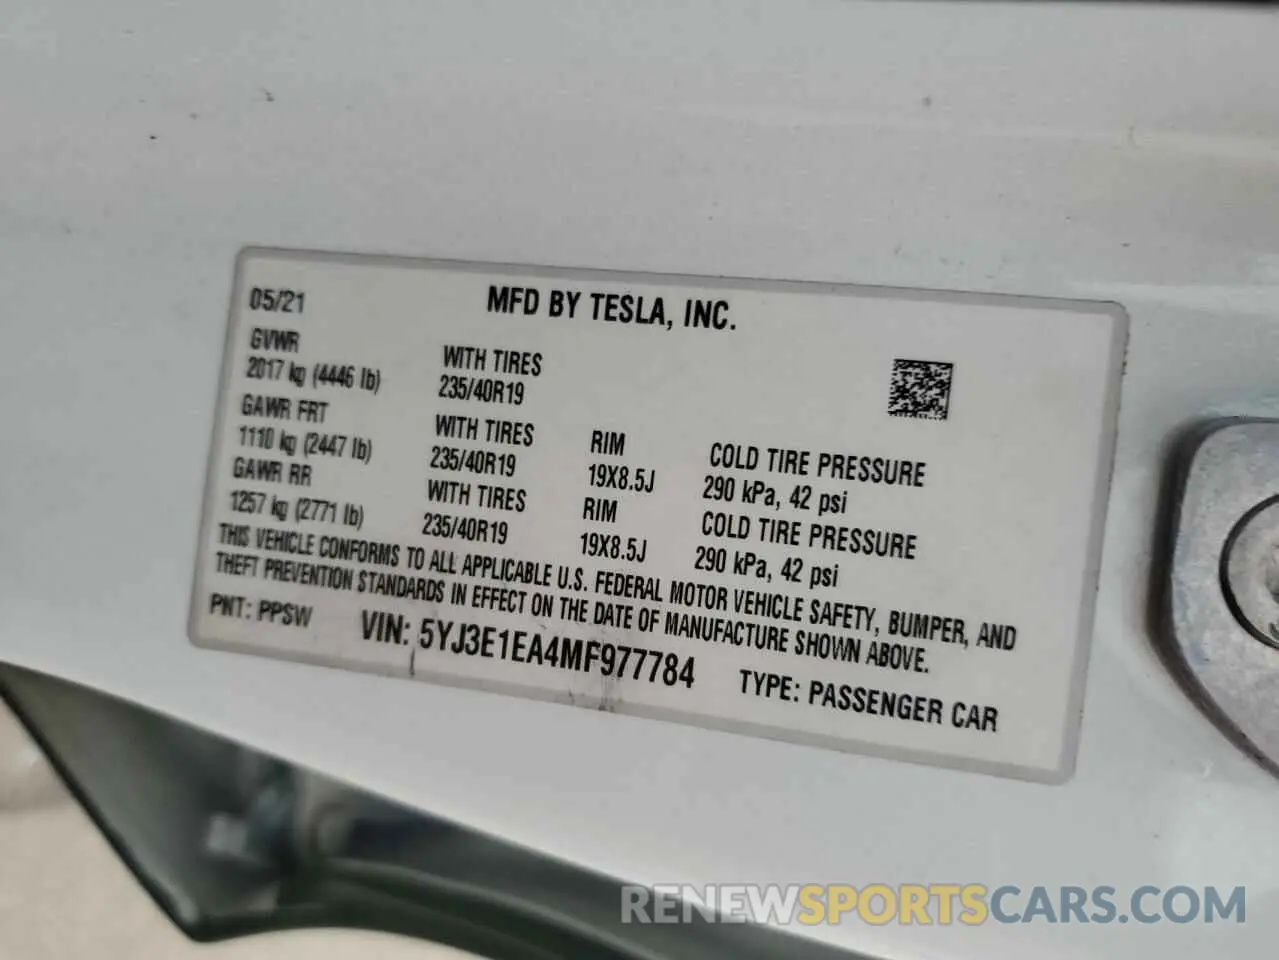 05/21
MFD BY TESLA, INC.
GVWR
2017 kg (4446 lb)
WITH TIRES
235/40R19
GAWR FRT
1110 kg (2447 lb)
WITH TIRES
235/40R19
RIM
19X8.5J
COLD TIRE PRESSURE
290 kPa, 42 psi
GAWR RR
1257 kg (2771 lb)
WITH TIRES
235/40R19
RIM
19X8.5J
COLD TIRE PRESSURE
290 kPa, 42 psi
THIS VEHICLE CONFORMS TO ALL APPLICABLE U.S. FEDERAL MOTOR VEHICLE SAFETY, BUMPER, AND
THEFT PREVENTION STANDARDS IN EFFECT ON THE DATE OF MANUFACTURE SHOWN ABOVE.
PNT: PPSW
VIN: 5YJ3E1EA4MF977784
TYPE: PASSENGER CAR
RENEWSPORTSCARS.COM